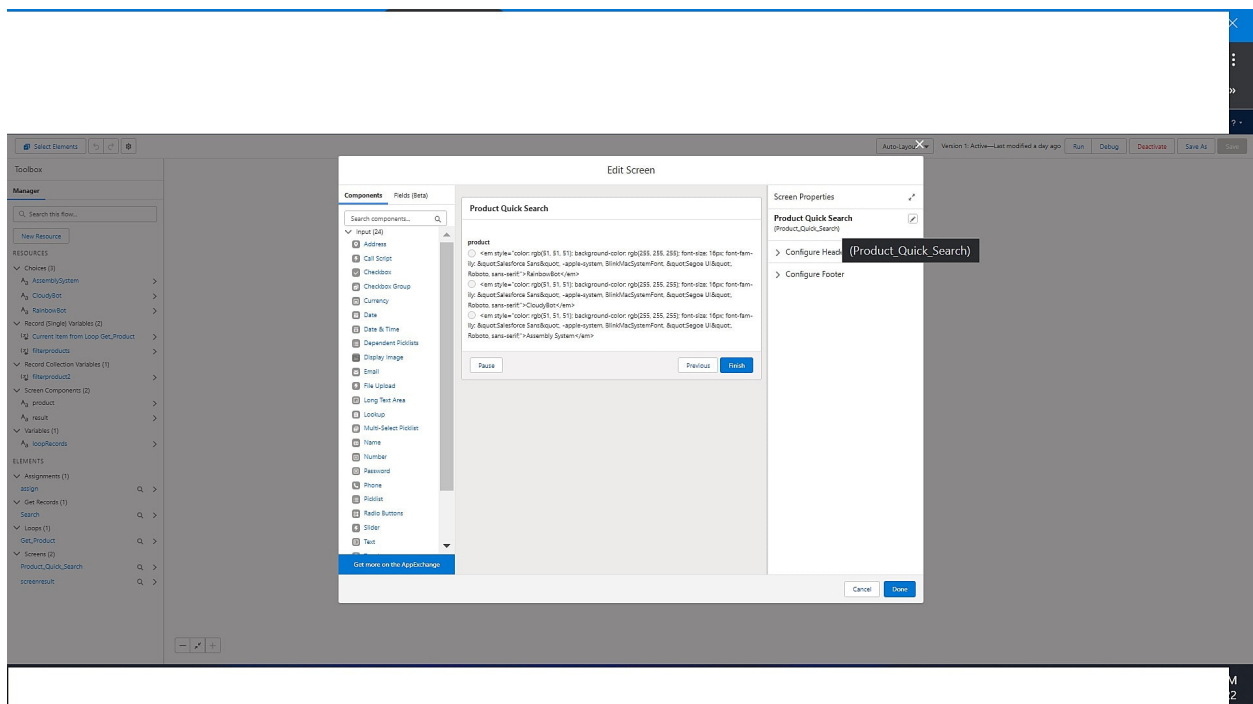 ?
Select Elements
Auto-Layout
Version 1: Active—Last modified a day ago
Run
Debug
Deactivate
Save As
Save
Toolbox
Manager
Search this flow...
New Resource
RESOURCES
Choices (3)
AssemblySystem
CloudyBot
RainbowBot
Record (Single) Variables (2)
Current Item from Loop Get_Product
filterproducts
Record Collection Variables (1)
filterproduct2
Screen Components (2)
product
result
Variables (1)
loopRecords
ELEMENTS
Assignments (1)
assign
Get Records (1)
Search
Loops (1)
Get_Product
Screens (2)
Product_Quick_Search
screenresult
Edit Screen
Components
Fields (Beta)
Search components...
Input (24)
Address
Call Script
Checkbox
Checkbox Group
Currency
Date
Date & Time
Dependent Picklists
Display Image
Email
File Upload
Long Text Area
Lookup
Multi-Select Picklist
Name
Number
Password
Phone
Picklist
Radio Buttons
Slider
Text
Get more on the AppExchange
Product Quick Search
product
<em style="color: rgb(51, 51, 51); background-color: rgb(255, 255, 255); font-size: 16px; font-fam-
ily: &quot;Salesforce Sans&quot;, -apple-system, BlinkMacSystemFont, &quot;Segoe UI&quot;,
Roboto, sans-serif;">RainbowBot</em>
<em style="color: rgb(51, 51, 51); background-color: rgb(255, 255, 255); font-size: 16px; font-fam-
ily: &quot;Salesforce Sans&quot;, -apple-system, BlinkMacSystemFont, &quot;Segoe UI&quot;,
Roboto, sans-serif;">CloudyBot</em>
<em style="color: rgb(51, 51, 51); background-color: rgb(255, 255, 255); font-size: 16px; font-fam-
ily: &quot;Salesforce Sans&quot;, -apple-system, BlinkMacSystemFont, &quot;Segoe UI&quot;,
Roboto, sans-serif;">Assembly System</em>
Pause
Previous
Finish
Screen Properties
Product Quick Search
(Product_Quick_Search)
Configure
(Product_Quick_Search)
Configure Footer
Cancel
Done